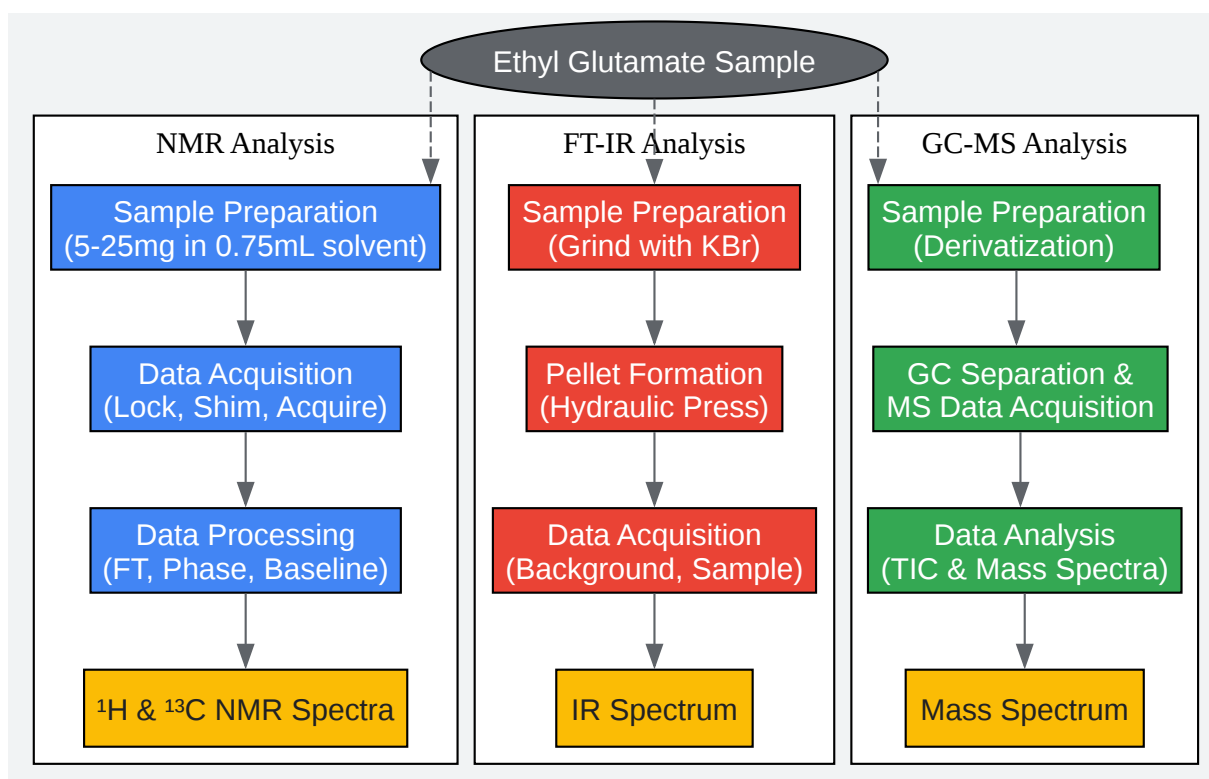 Ethyl Glutamate Sample
NMR Analysis
Sample Preparation
(5-25mg in 0.75mL solvent)
Data Acquisition
(Lock, Shim, Acquire)
Data Processing
(FT, Phase, Baseline)
¹H & ¹³C NMR Spectra
FT-IR Analysis
Sample Preparation
(Grind with KBr)
Pellet Formation
(Hydraulic Press)
Data Acquisition
(Background, Sample)
IR Spectrum
GC-MS Analysis
Sample Preparation
(Derivatization)
GC Separation &
MS Data Acquisition
Data Analysis
(TIC & Mass Spectra)
Mass Spectrum